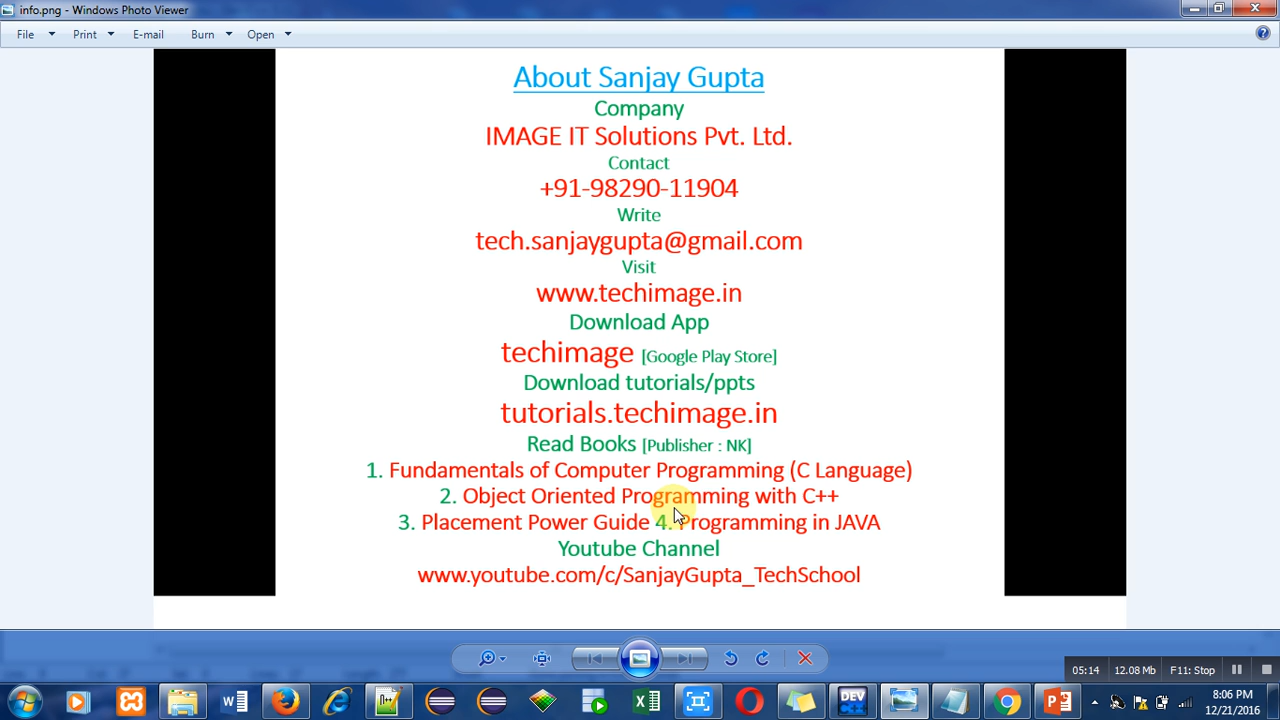 info.png - Windows Photo Viewer
File Print E-mail Burn Open
About Sanjay Gupta
Company
IMAGE IT Solutions Pvt. Ltd.
Contact
+91-98290-11904
Write
tech.sanjaygupta@gmail.com
Visit
www.techimage.in
Download App
techimage [Google Play Store]
Download tutorials/ppts
tutorials.techimage.in
Read Books [Publisher : NK]
1. Fundamentals of Computer Programming (C Language)
2. Object Oriented Programming with C++
3. Placement Power Guide 4. Programming in JAVA
Youtube Channel
www.youtube.com/c/SanjayGupta_TechSchool
05:14 12.08 Mb F11: Stop
DEV
8:06 PM
12/21/2016